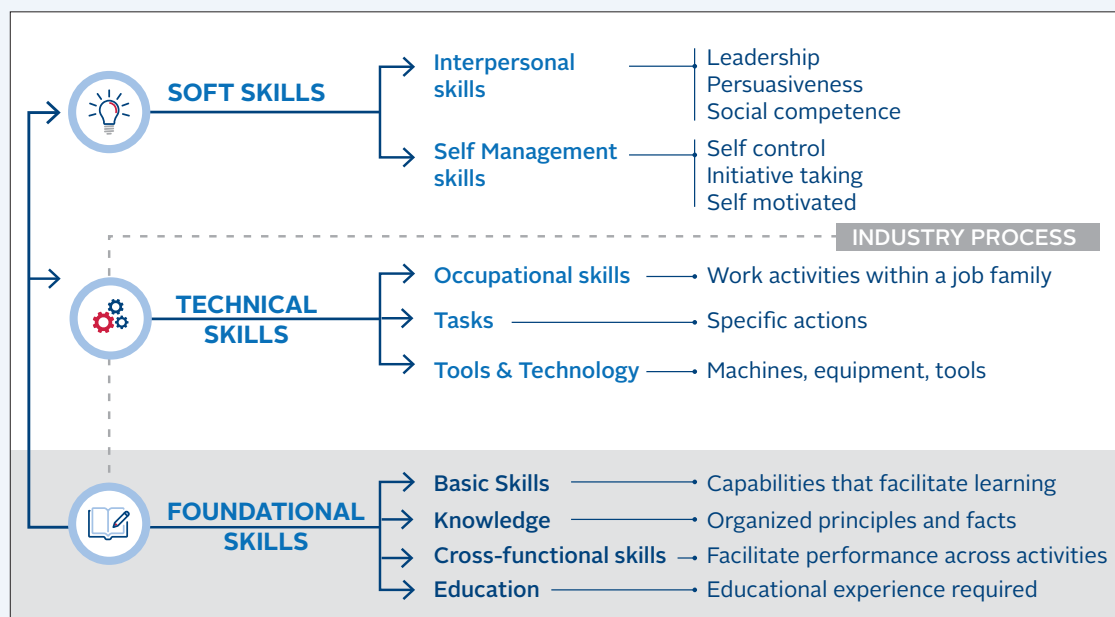 SOFT SKILLS
Interpersonal
skills
Leadership
Persuasiveness
Social competence
Self Management
skills
Self control
Initiative taking
Self motivated
INDUSTRY PROCESS
TECHNICAL
SKILLS
Occupational skills
Work activities within a job family
Tasks
Specific actions
Tools & Technology
Machines, equipment, tools
FOUNDATIONAL
SKILLS
Basic Skills
Capabilities that facilitate learning
Knowledge
Organized principles and facts
Cross-functional skills
Facilitate performance across activities
Education
Educational experience required